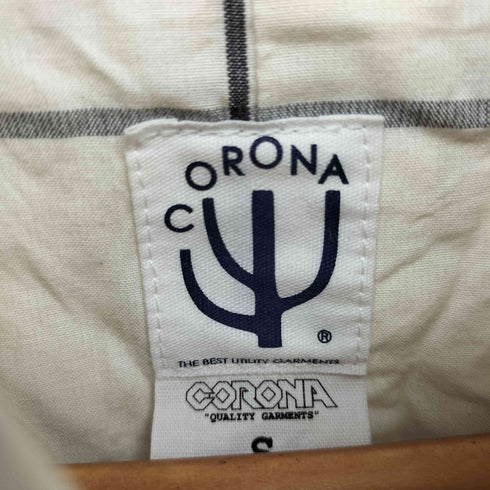 CORONA
®
THE BEST UTILITY GARMENTS
CORONA
"QUALITY GARMENTS"
S